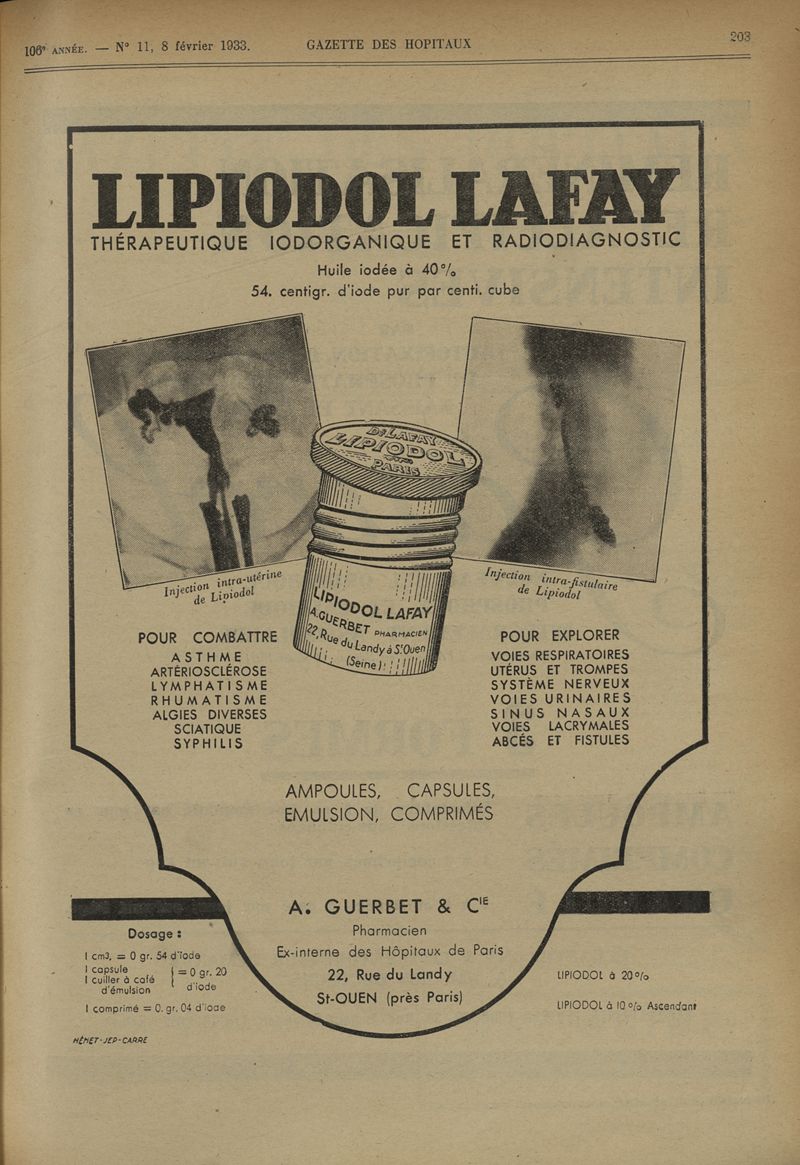 106e ANNÉE. — N° 11, 8 février 1933.
GAZETTE DES HOPITAUX
203
LIPIODOL LAFAY
THÉRAPEUTIQUE IODORGANIQUE ET RADIODIAGNOSTIC
Huile iodée à 40%
54. centigr. d'iode pur par centi. cube
Dr LAFAY
LIPIODOL
PARIS
LIPIODOL LAFAY
A. GUERBET PHARMACIEN
22, Rue du Landy à St Ouen
(Seine)
Injection intra-utérine
de Lipiodol
Injection intra-fistulaire
de Lipiodol
POUR COMBATTRE
ASTHME
ARTÉRIOSCLÉROSE
LYMPHATISME
RHUMATISME
ALGIES DIVERSES
SCIATIQUE
SYPHILIS
POUR EXPLORER
VOIES RESPIRATOIRES
UTÉRUS ET TROMPES
SYSTÈME NERVEUX
VOIES URINAIRES
SINUS NASAUX
VOIES LACRYMALES
ABCÉS ET FISTULES
AMPOULES, CAPSULES,
EMULSION, COMPRIMÉS
A. GUERBET & CIE
Pharmacien
Ex-interne des Hôpitaux de Paris
22, Rue du Landy
St-OUEN (près Paris)
Dosage :
1 cm3, = 0 gr. 54 d'Iode
1 capsule
1 cuiller à café
d'émulsion
= 0 gr. 20
d'iode
1 comprimé = 0. gr. 04 d'iode
LIPIODOL à 20%
LIPIODOL à 10 % Ascendant
HÉMET-JEP-CARRÉ